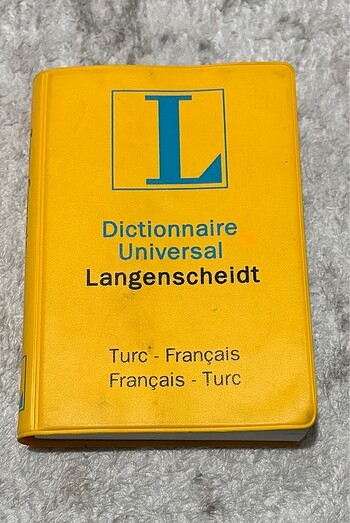 L
Dictionnaire
Universal
Langenscheidt
Turc - Français
Français - Turc